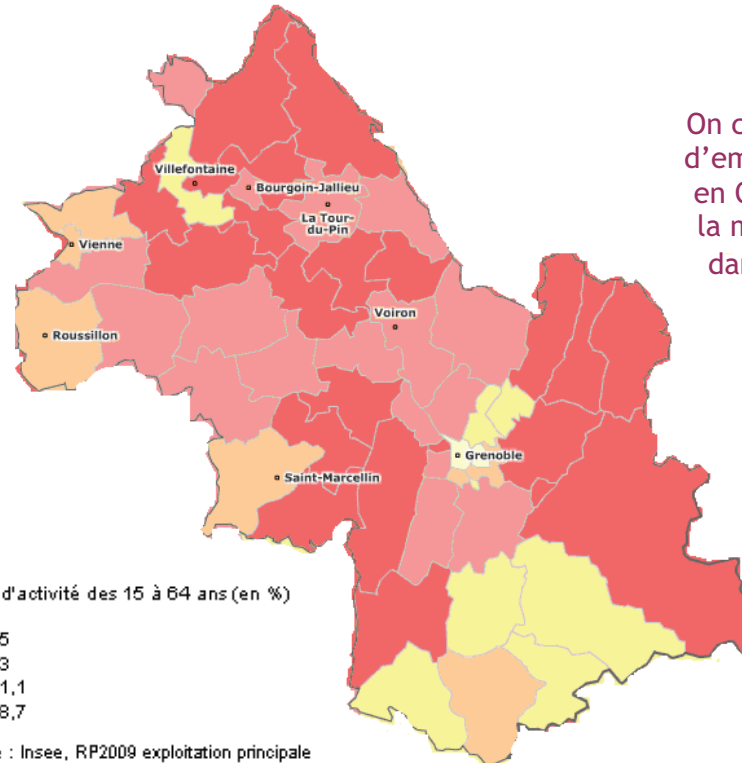 On c
d'em
en C
la m
dar
Villefontaine
Bourgoin-Jallieu
La Tour-
du-Pin
Vienne
Voiron
Roussillon
Grenoble
Saint-Marcellin
d'activité des 15 à 64 ans (en %)
5
3
1,1
8,7
: Insee, RP2009 exploitation principale